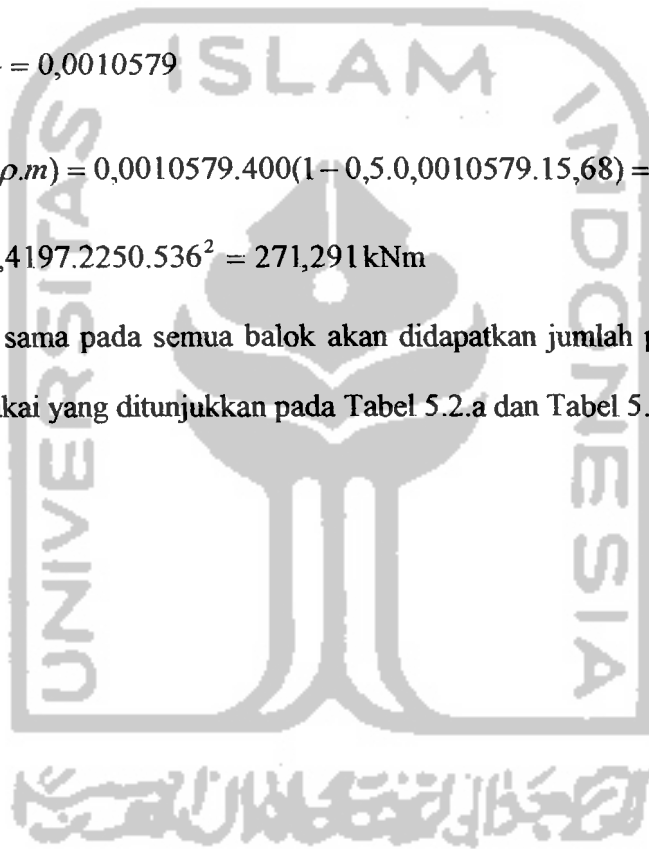 = 0,0010579
ρ.m) = 0,0010579.400(1 − 0,5.0,0010579.15,68) =
,4197.2250.536² = 271,291 kNm
sama pada semua balok akan didapatkan jumlah
kai yang ditunjukkan pada Tabel 5.2.a dan Tabel 5.
UNIVERSITAS
ISLAM
INDONESIA